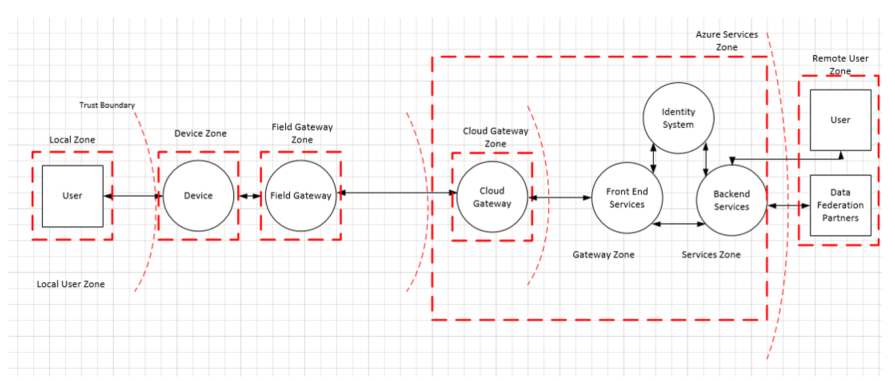 Azure Services
Zone
Remote User
Zone
Trust Boundary
Local Zone
Device Zone
Field Gateway
Zone
Cloud Gateway
Zone
Identity
System
User
User
Device
Field Gateway
Cloud
Gateway
Front End
Services
Backend
Services
Data
Federation
Partners
Gateway Zone
Services Zone
Local User Zone